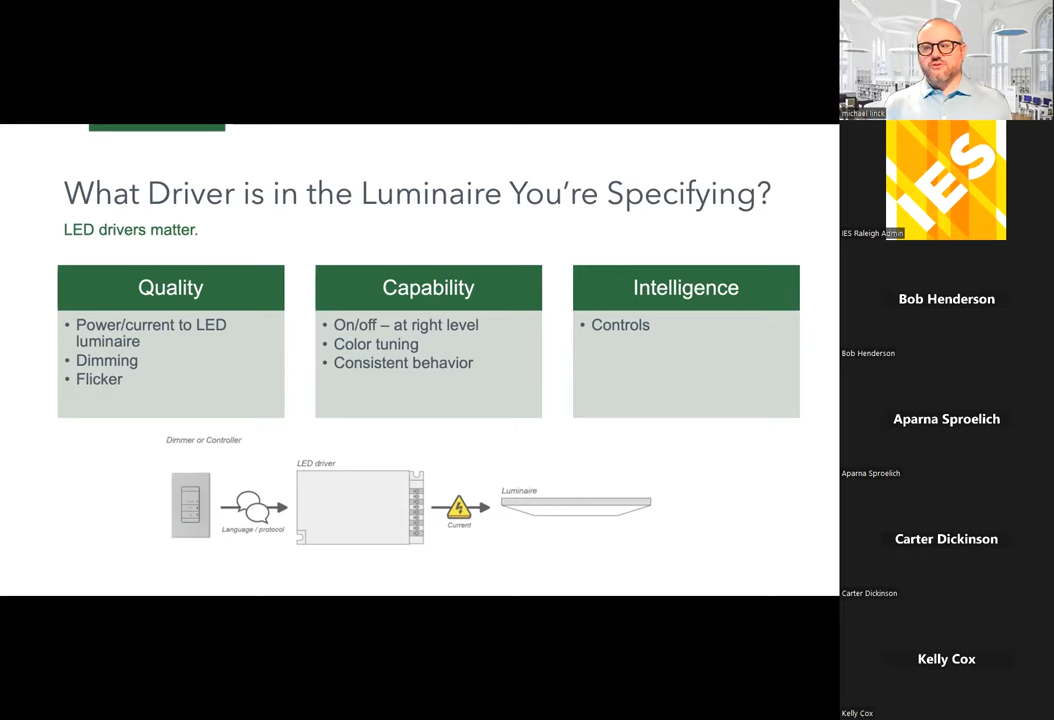 What Driver is in the Luminaire You're Specifying?
LED drivers matter.
Quality
• Power/current to LED
luminaire
• Dimming
• Flicker
Capability
• On/off – at right level
• Color tuning
• Consistent behavior
Intelligence
• Controls
Dimmer or Controller
LED driver
Language / protocol
Current
Luminaire
michael linck
IES
IES Raleigh Admin
Bob Henderson
Bob Henderson
Aparna Sproelich
Aparna Sproelich
Carter Dickinson
Carter Dickinson
Kelly Cox
Kelly Cox